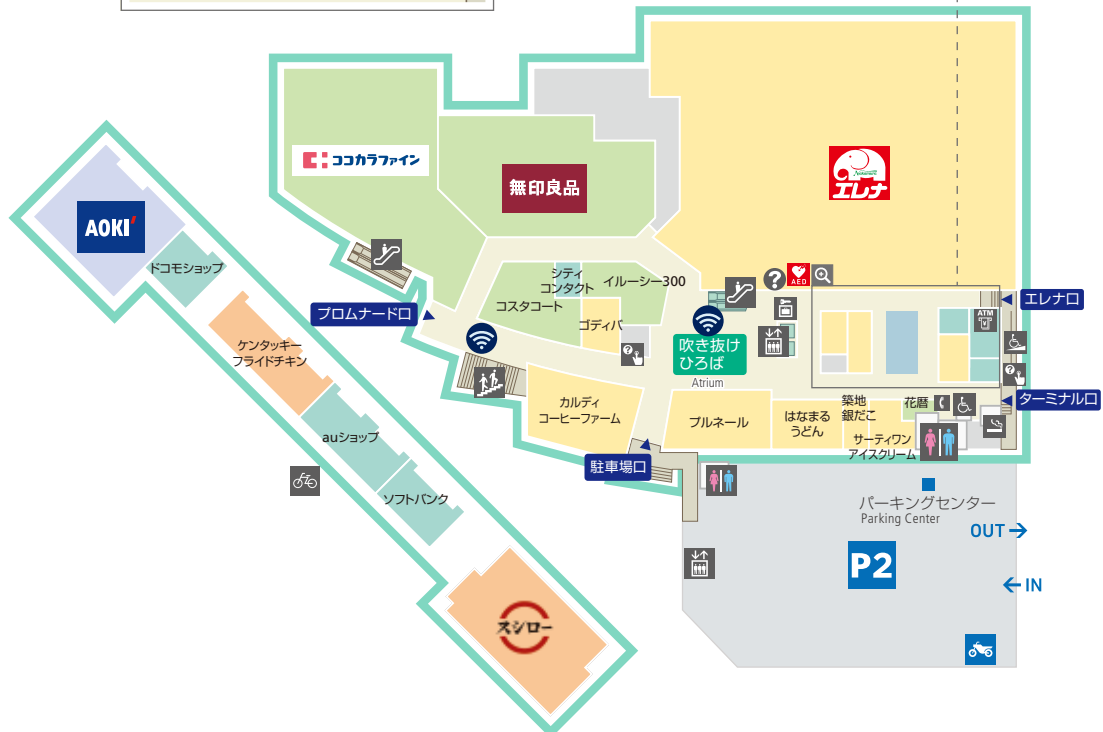 ココカラファイン
無印良品
エレナ
AOKI
ドコモショップ
シティ
コンタクト
イルーシー300
コスタコート
ゴディバ
AED
エレナ口
ATM
プロムナード口
吹き抜け
ひろば
Atrium
ケンタッキー
フライドチキン
カルディ
コーヒーファーム
プルネール
はなまる
うどん
築地
銀だこ
花暦
ターミナル口
サーティワン
アイスクリーム
auショップ
駐車場口
ソフトバンク
パーキングセンター
Parking Center
OUT
P2
IN
スシロー